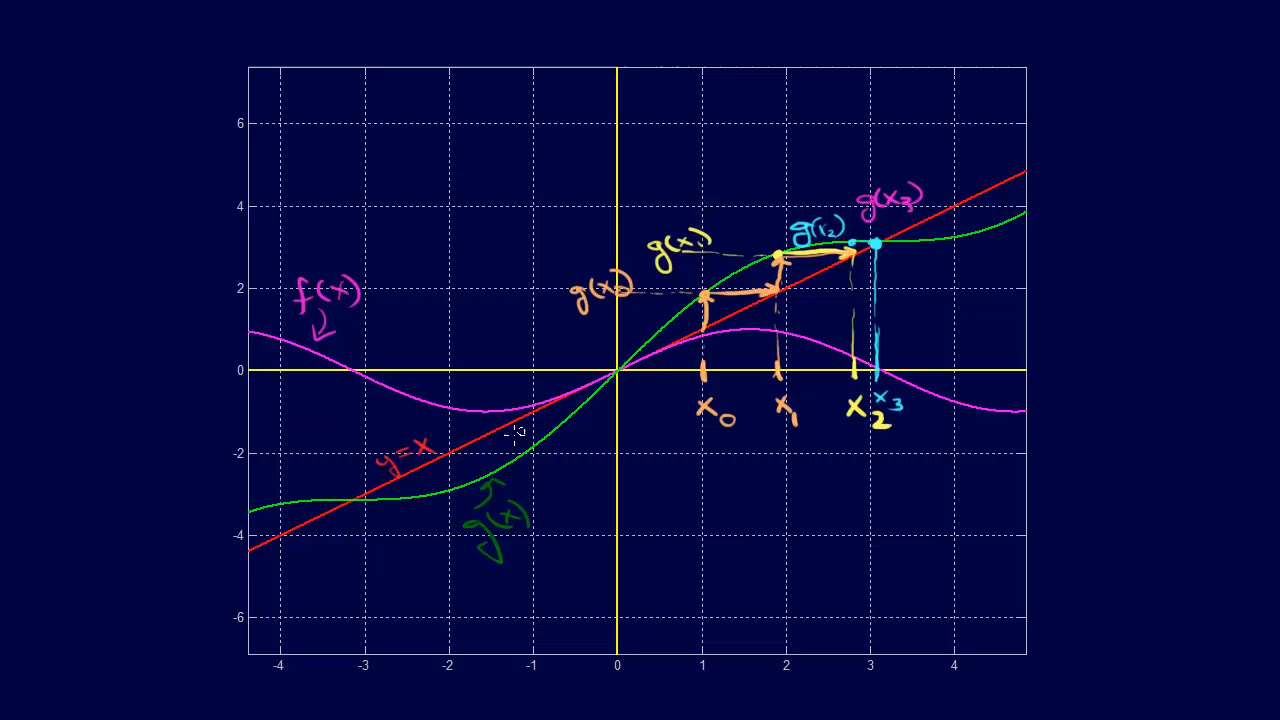 6
4
2
0
-2
-4
-6
-4 -3 -2 -1 0 1 2 3 4
g(x₃)
g(x₂)
g(x₁)
g(x₀)
f(x)
x₀ x₁ x₂ x₃
y=x
g(x)